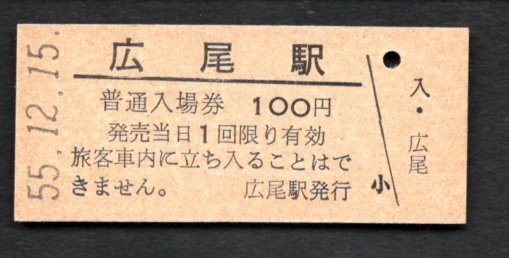 55.12.15.
広尾駅
普通入場券 100円
発売当日1回限り有効
旅客車内に立ち入ることはで
きません。 広尾駅発行
小
入・広尾